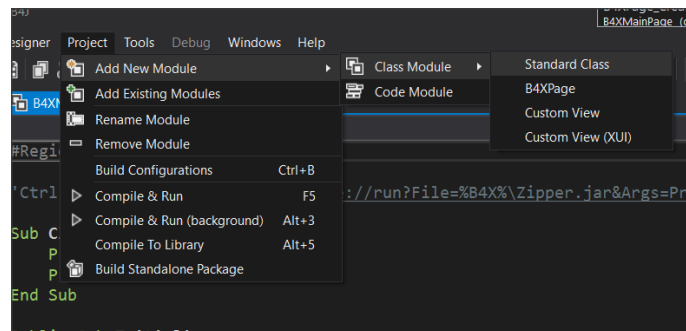 B4J
B4XMainPage
esigner Project Tools Debug Windows Help
Add New Module
Class Module
Standard Class
Add Existing Modules
Code Module
B4XPage
Rename Module
Custom View
Remove Module
Custom View (XUI)
#Regi
Build Configurations Ctrl+B
'Ctrl
Compile & Run F5
://run?File=%B4X%\Zipper.jar&Args=Pr
Compile & Run (background) Alt+3
Sub C
Compile To Library Alt+5
P
Build Standalone Package
P
End Sub